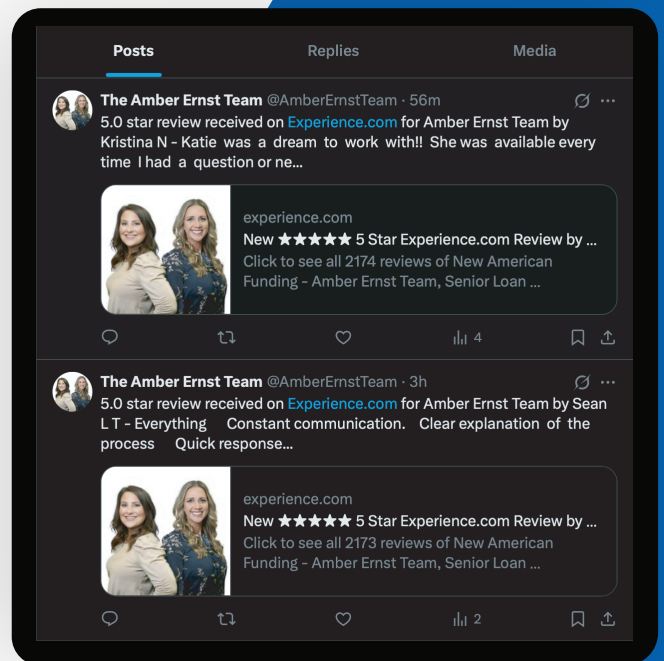 Posts Replies Media
The Amber Ernst Team @AmberErnstTeam · 56m
5.0 star review received on Experience.com for Amber Ernst Team by
Kristina N - Katie was a dream to work with!! She was available every
time I had a question or ne...
experience.com
New ★★★★★ 5 Star Experience.com Review by ...
Click to see all 2174 reviews of New American
Funding - Amber Ernst Team, Senior Loan ...
4
The Amber Ernst Team @AmberErnstTeam · 3h
5.0 star review received on Experience.com for Amber Ernst Team by Sean
L T - Everything Constant communication. Clear explanation of the
process Quick response...
experience.com
New ★★★★★ 5 Star Experience.com Review by ...
Click to see all 2173 reviews of New American
Funding - Amber Ernst Team, Senior Loan ...
2